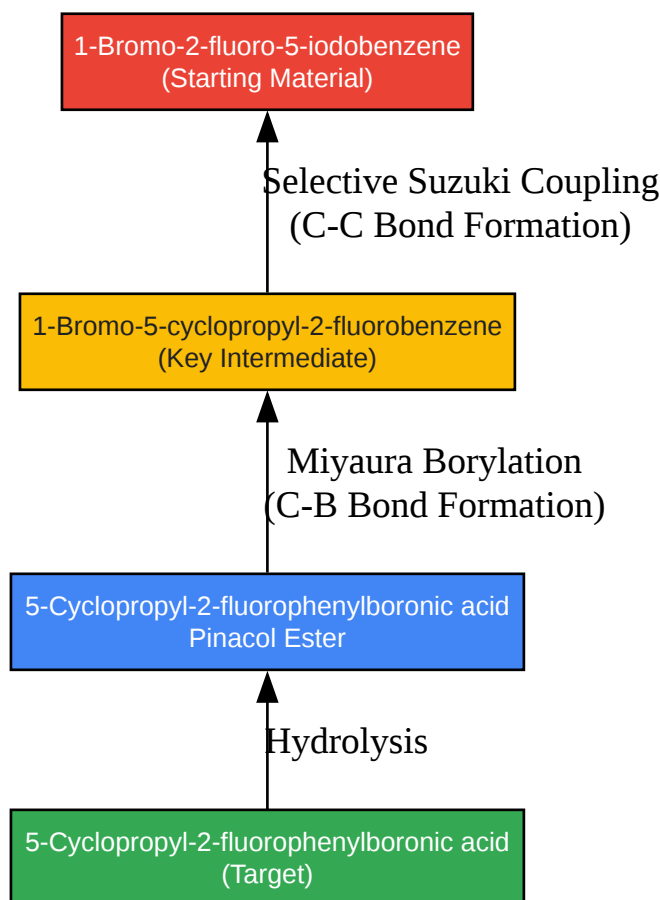 1-Bromo-2-fluoro-5-iodobenzene
(Starting Material)
Selective Suzuki Coupling
(C-C Bond Formation)
1-Bromo-5-cyclopropyl-2-fluorobenzene
(Key Intermediate)
Miyaura Borylation
(C-B Bond Formation)
5-Cyclopropyl-2-fluorophenylboronic acid
Pinacol Ester
Hydrolysis
5-Cyclopropyl-2-fluorophenylboronic acid
(Target)